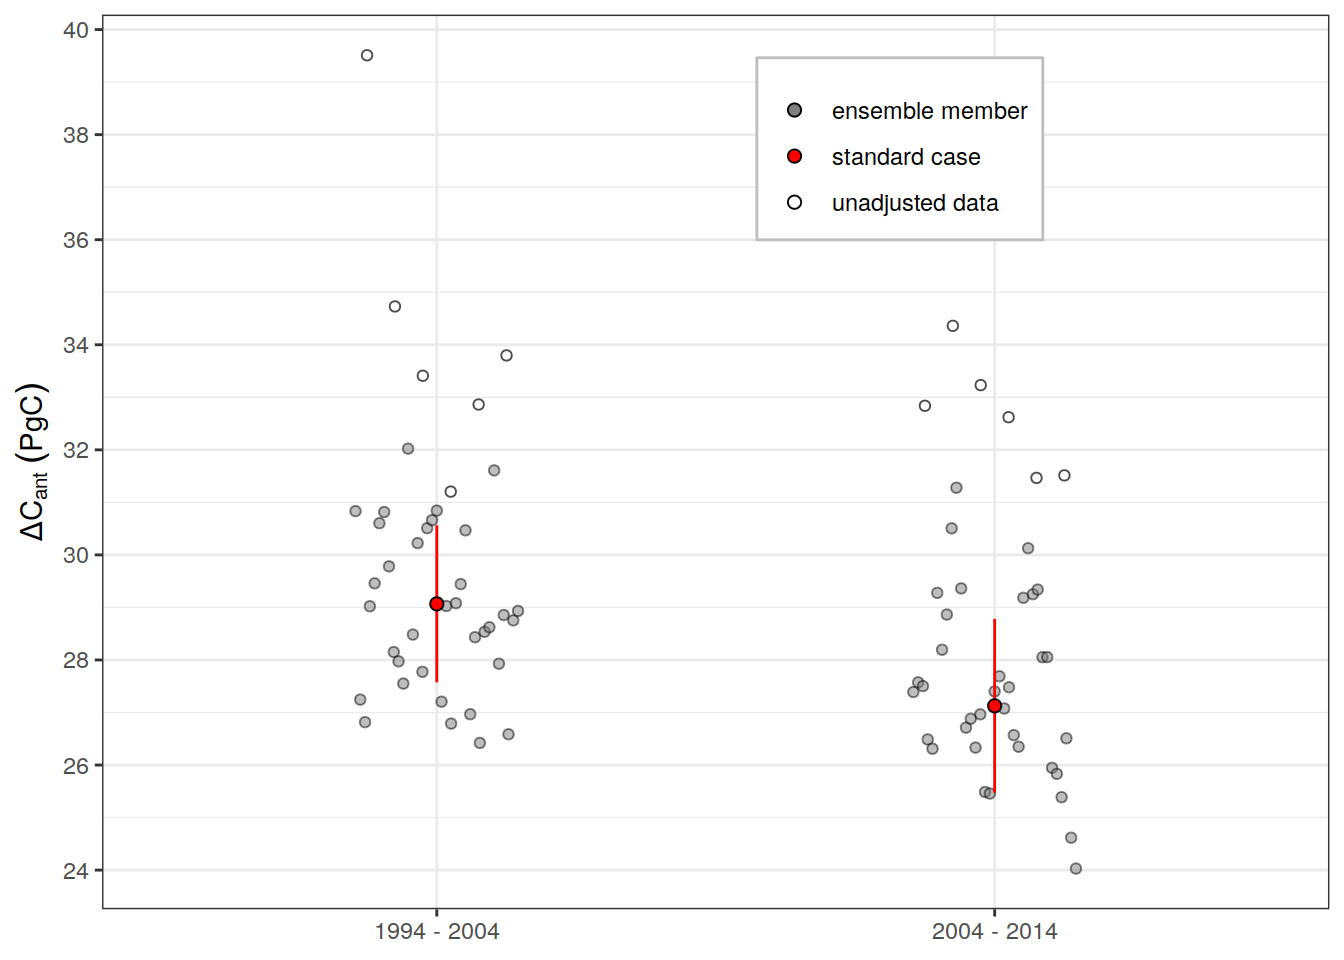 40
38
36
34
32
30
28
26
24
ΔCant (PgC)
ensemble member
standard case
unadjusted data
1994 - 2004
2004 - 2014